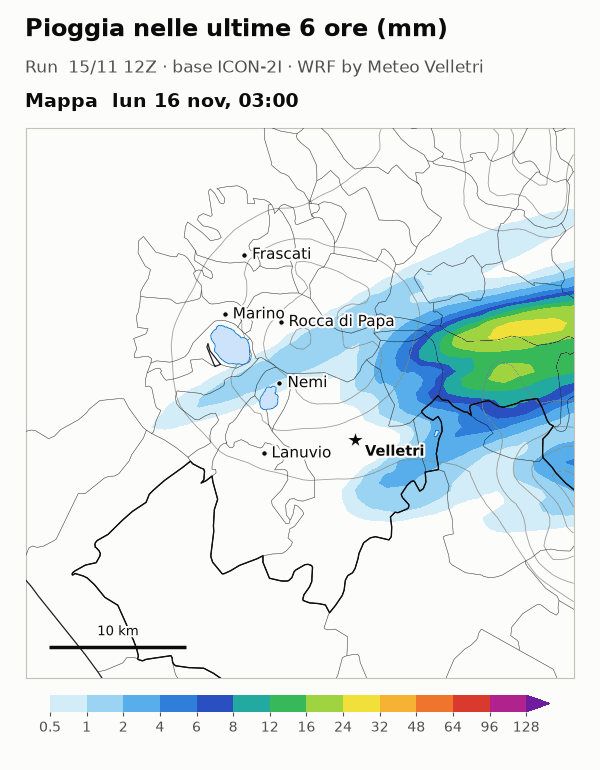 Pioggia nelle ultime 6 ore (mm)
Run  15/11 12Z · base ICON-2I · WRF by Meteo Velletri
Mappa  lun 16 nov, 03:00
Frascati
Marino
Rocca di Papa
Nemi
Velletri
Lanuvio
10 km
0.5 1 2 4 6 8 12 16 24 32 48 64 96 128